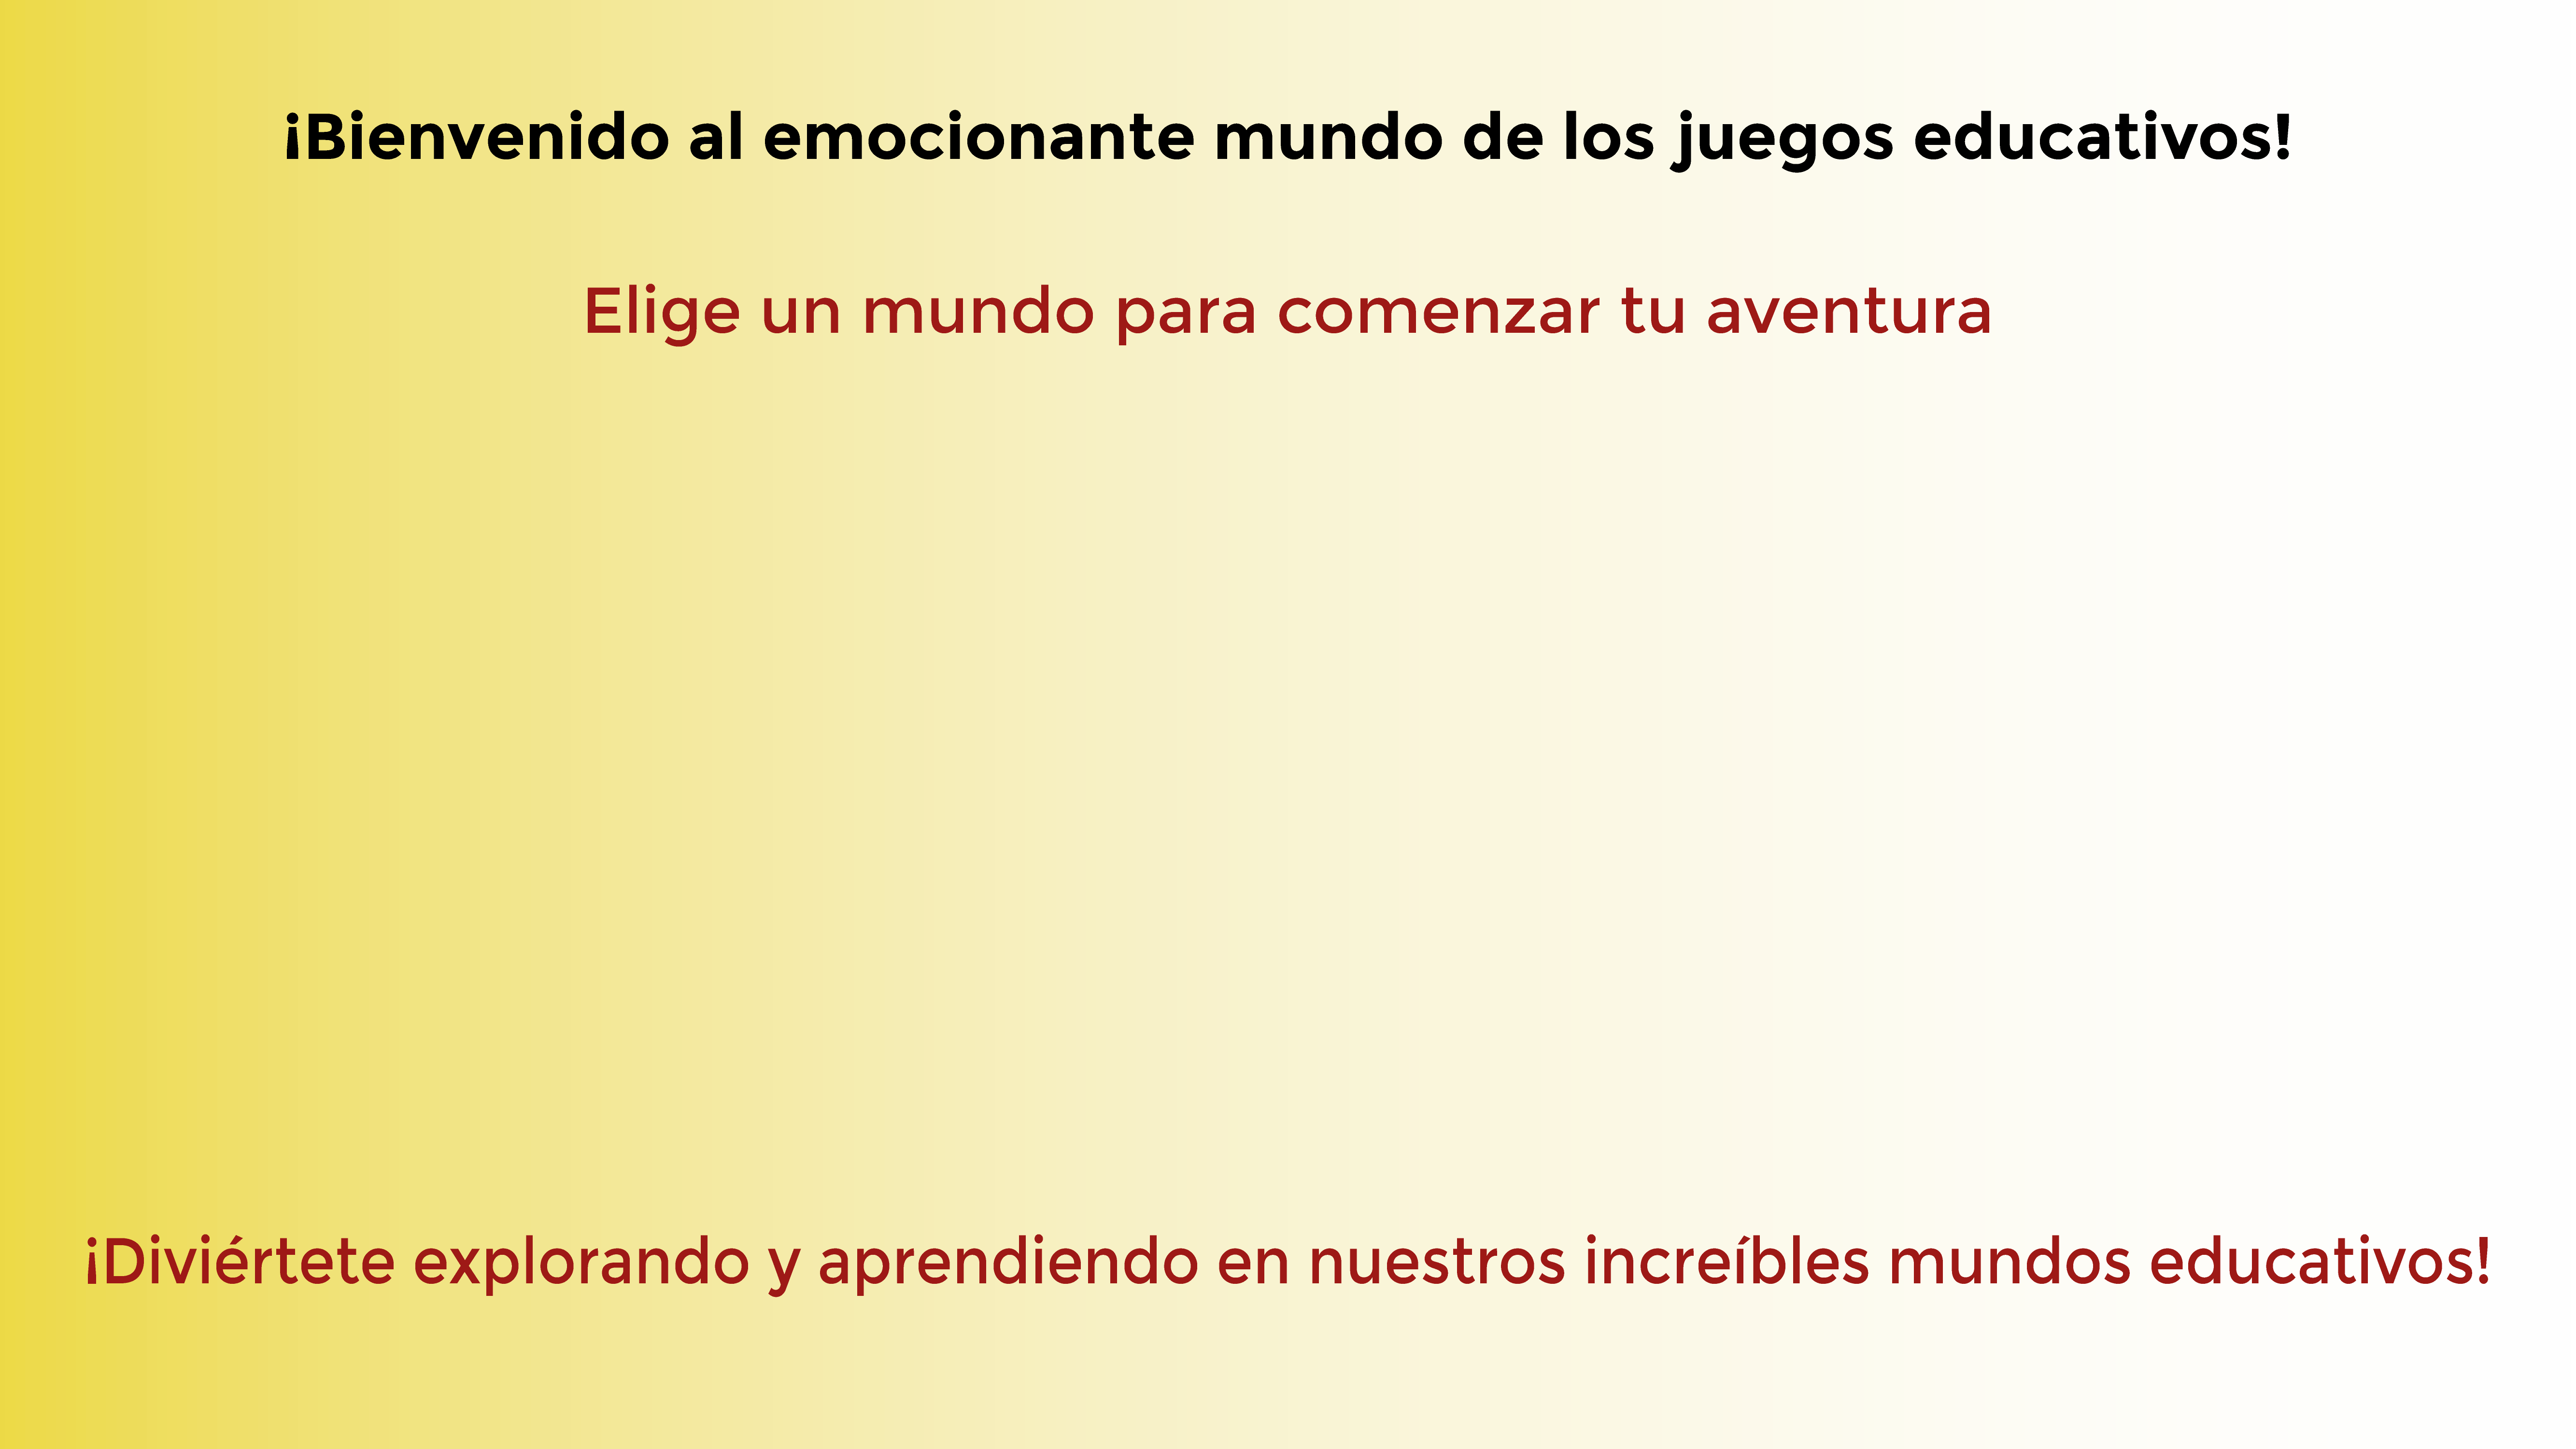 ¡Bienvenido al emocionante mundo de los juegos educativos!
Elige un mundo para comenzar tu aventura
¡Diviértete explorando y aprendiendo en nuestros increíbles mundos educativos!